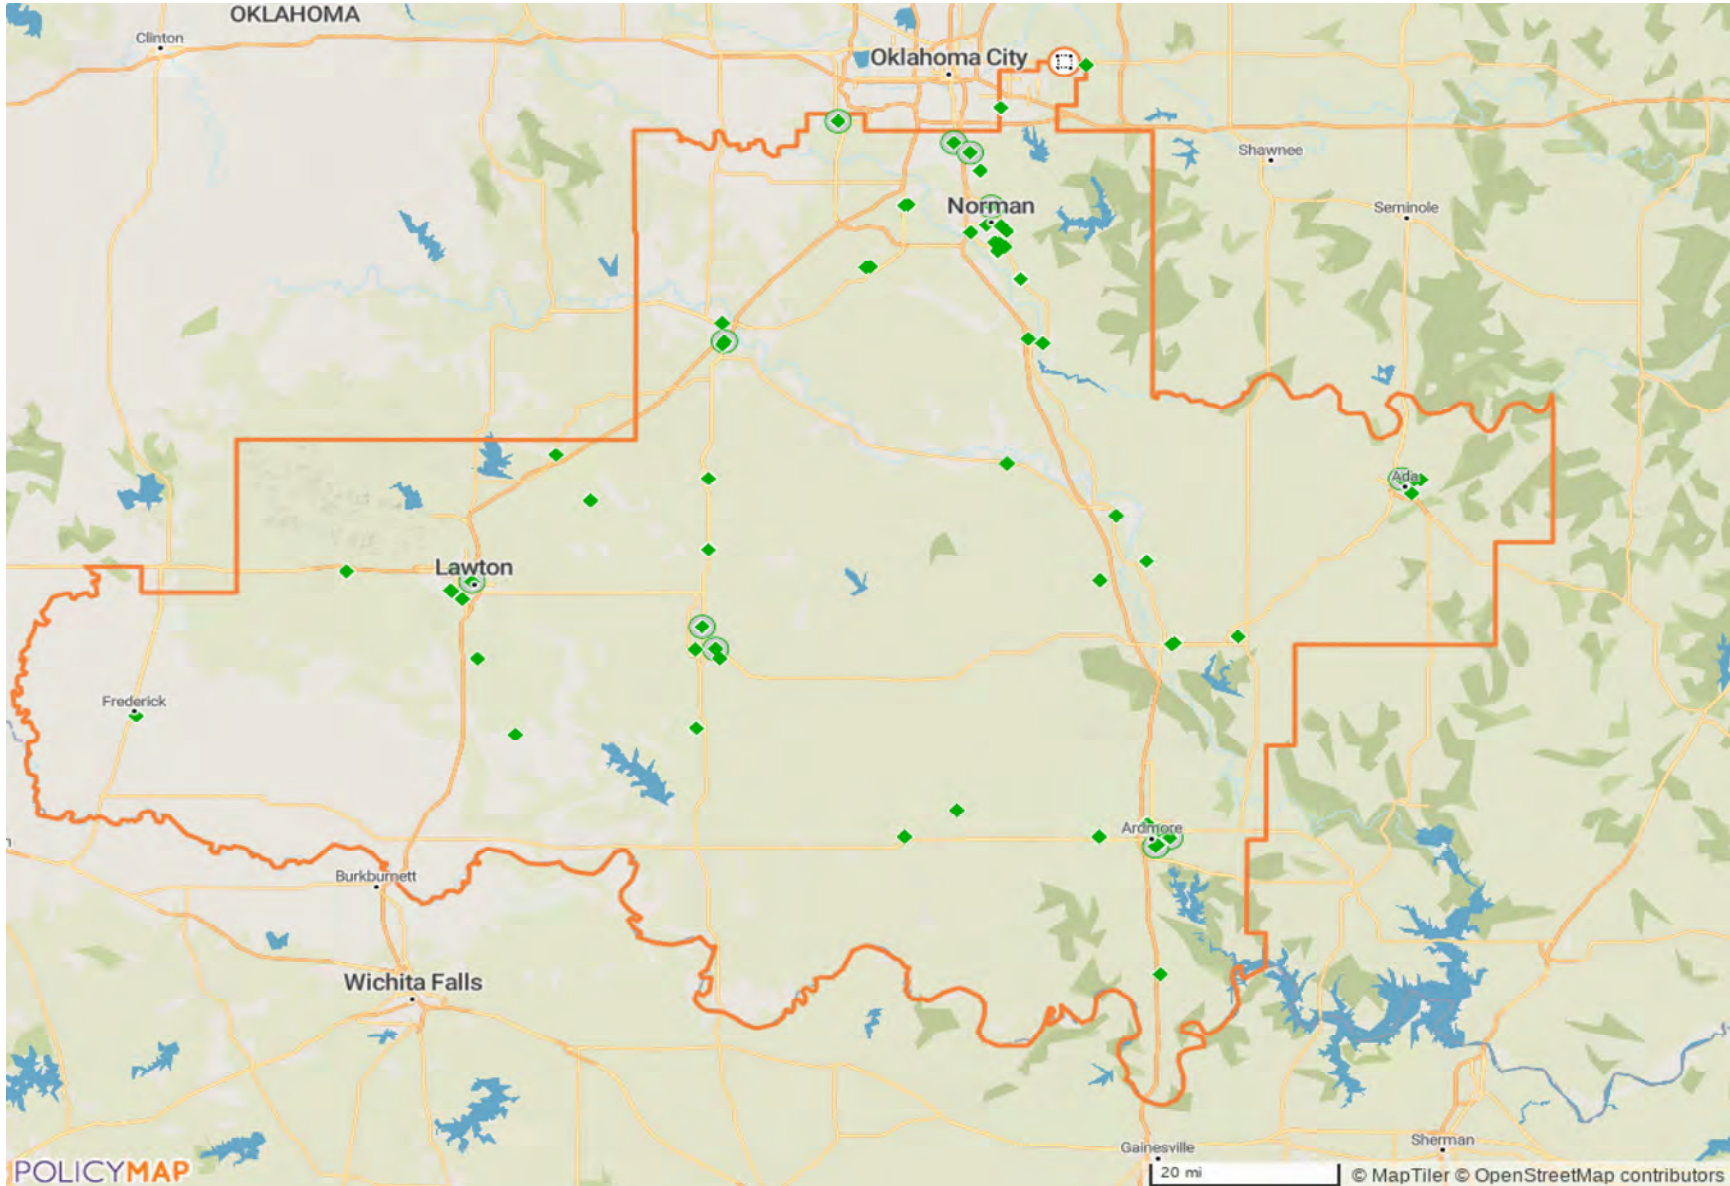 OKLAHOMA
Clinton
Oklahoma City
Shawnee
Norman
Seminole
Ada
Lawton
Frederick
Ardmore
Burkburnett
Wichita Falls
Gainesville
Sherman
POLICYMAP
20 mi
© MapTiler © OpenStreetMap contributors